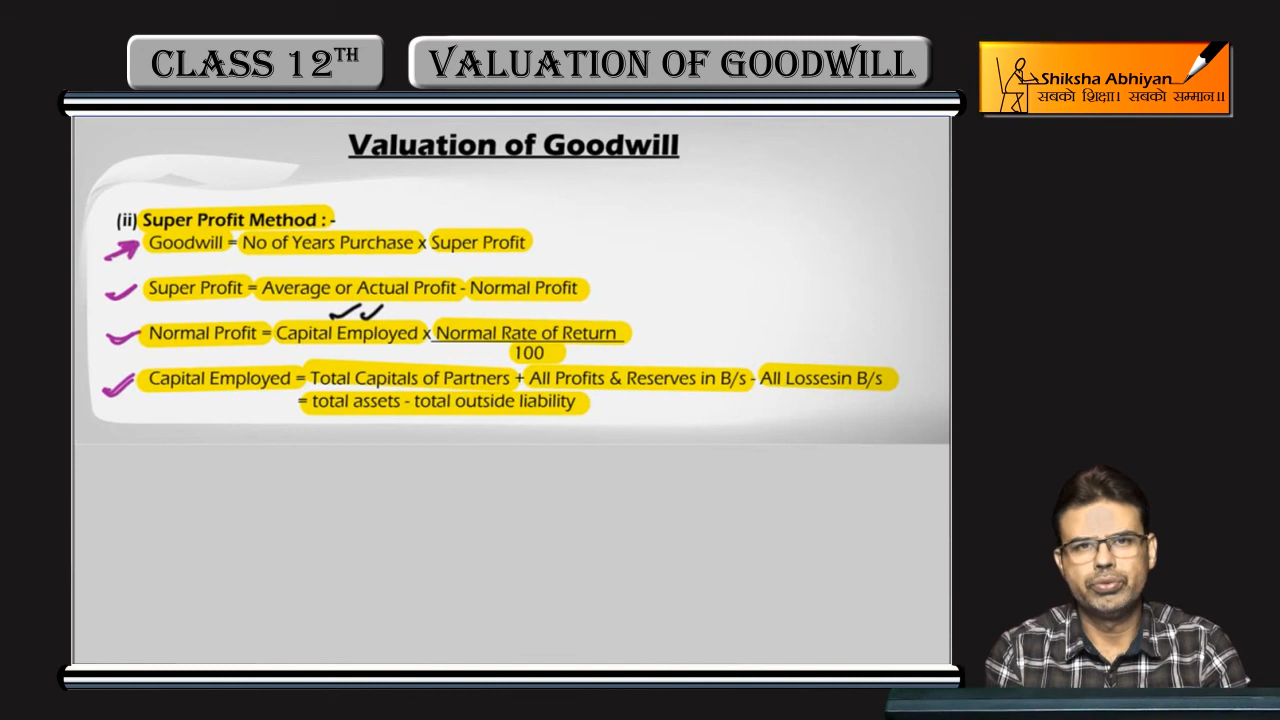 CLASS 12TH
VALUATION OF GOODWILL
Shiksha Abhiyan
सबको शिक्षा। सबको सम्मान॥
Valuation of Goodwill
(ii) Super Profit Method : -
Goodwill = No of Years Purchase x Super Profit
Super Profit = Average or Actual Profit - Normal Profit
Normal Profit = Capital Employed x Normal Rate of Return
100
Capital Employed = Total Capitals of Partners + All Profits & Reserves in B/s - All Lossesin B/s
= total assets - total outside liability